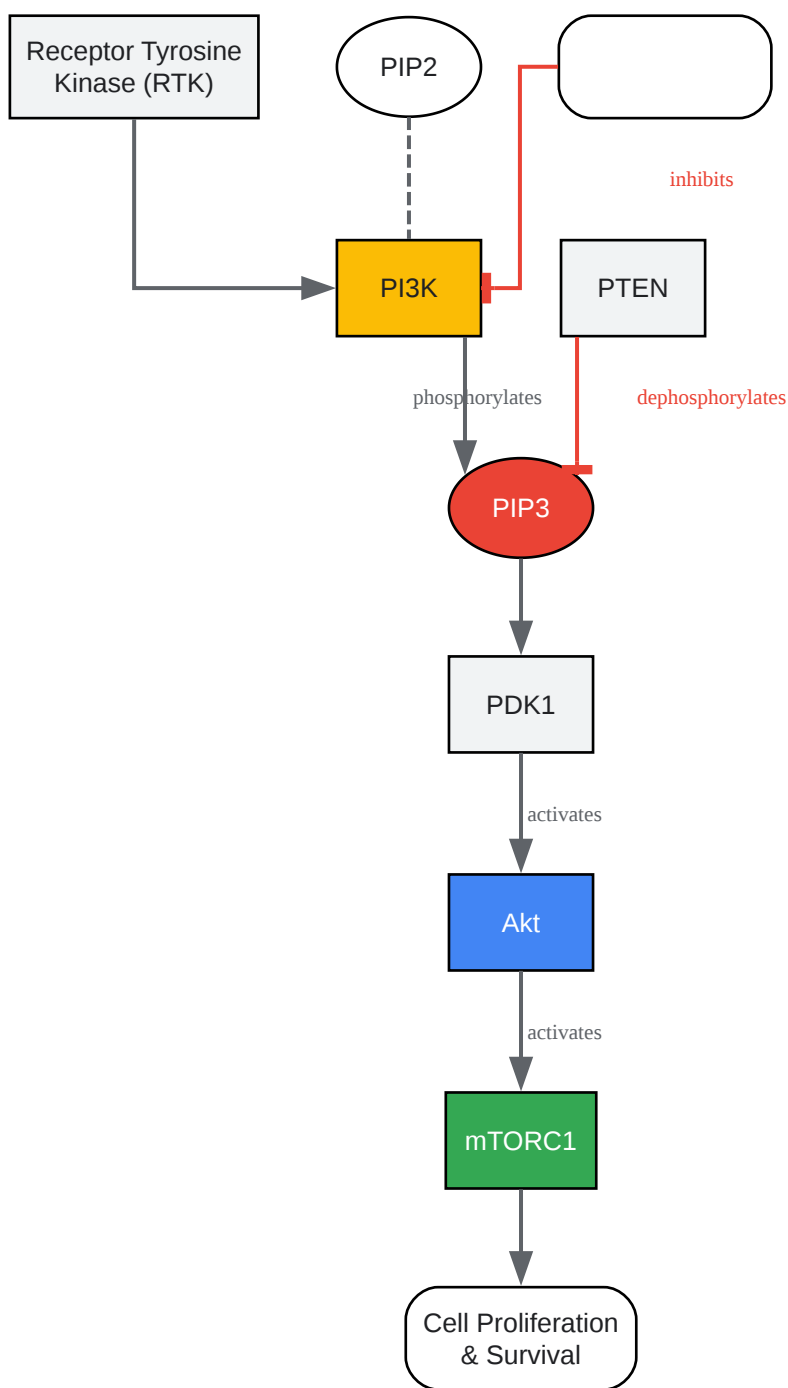 Receptor Tyrosine
Kinase (RTK)
PIP2
inhibits
PI3K
PTEN
phosphorylates
dephosphorylates
PIP3
PDK1
activates
Akt
activates
mTORC1
Cell Proliferation
& Survival